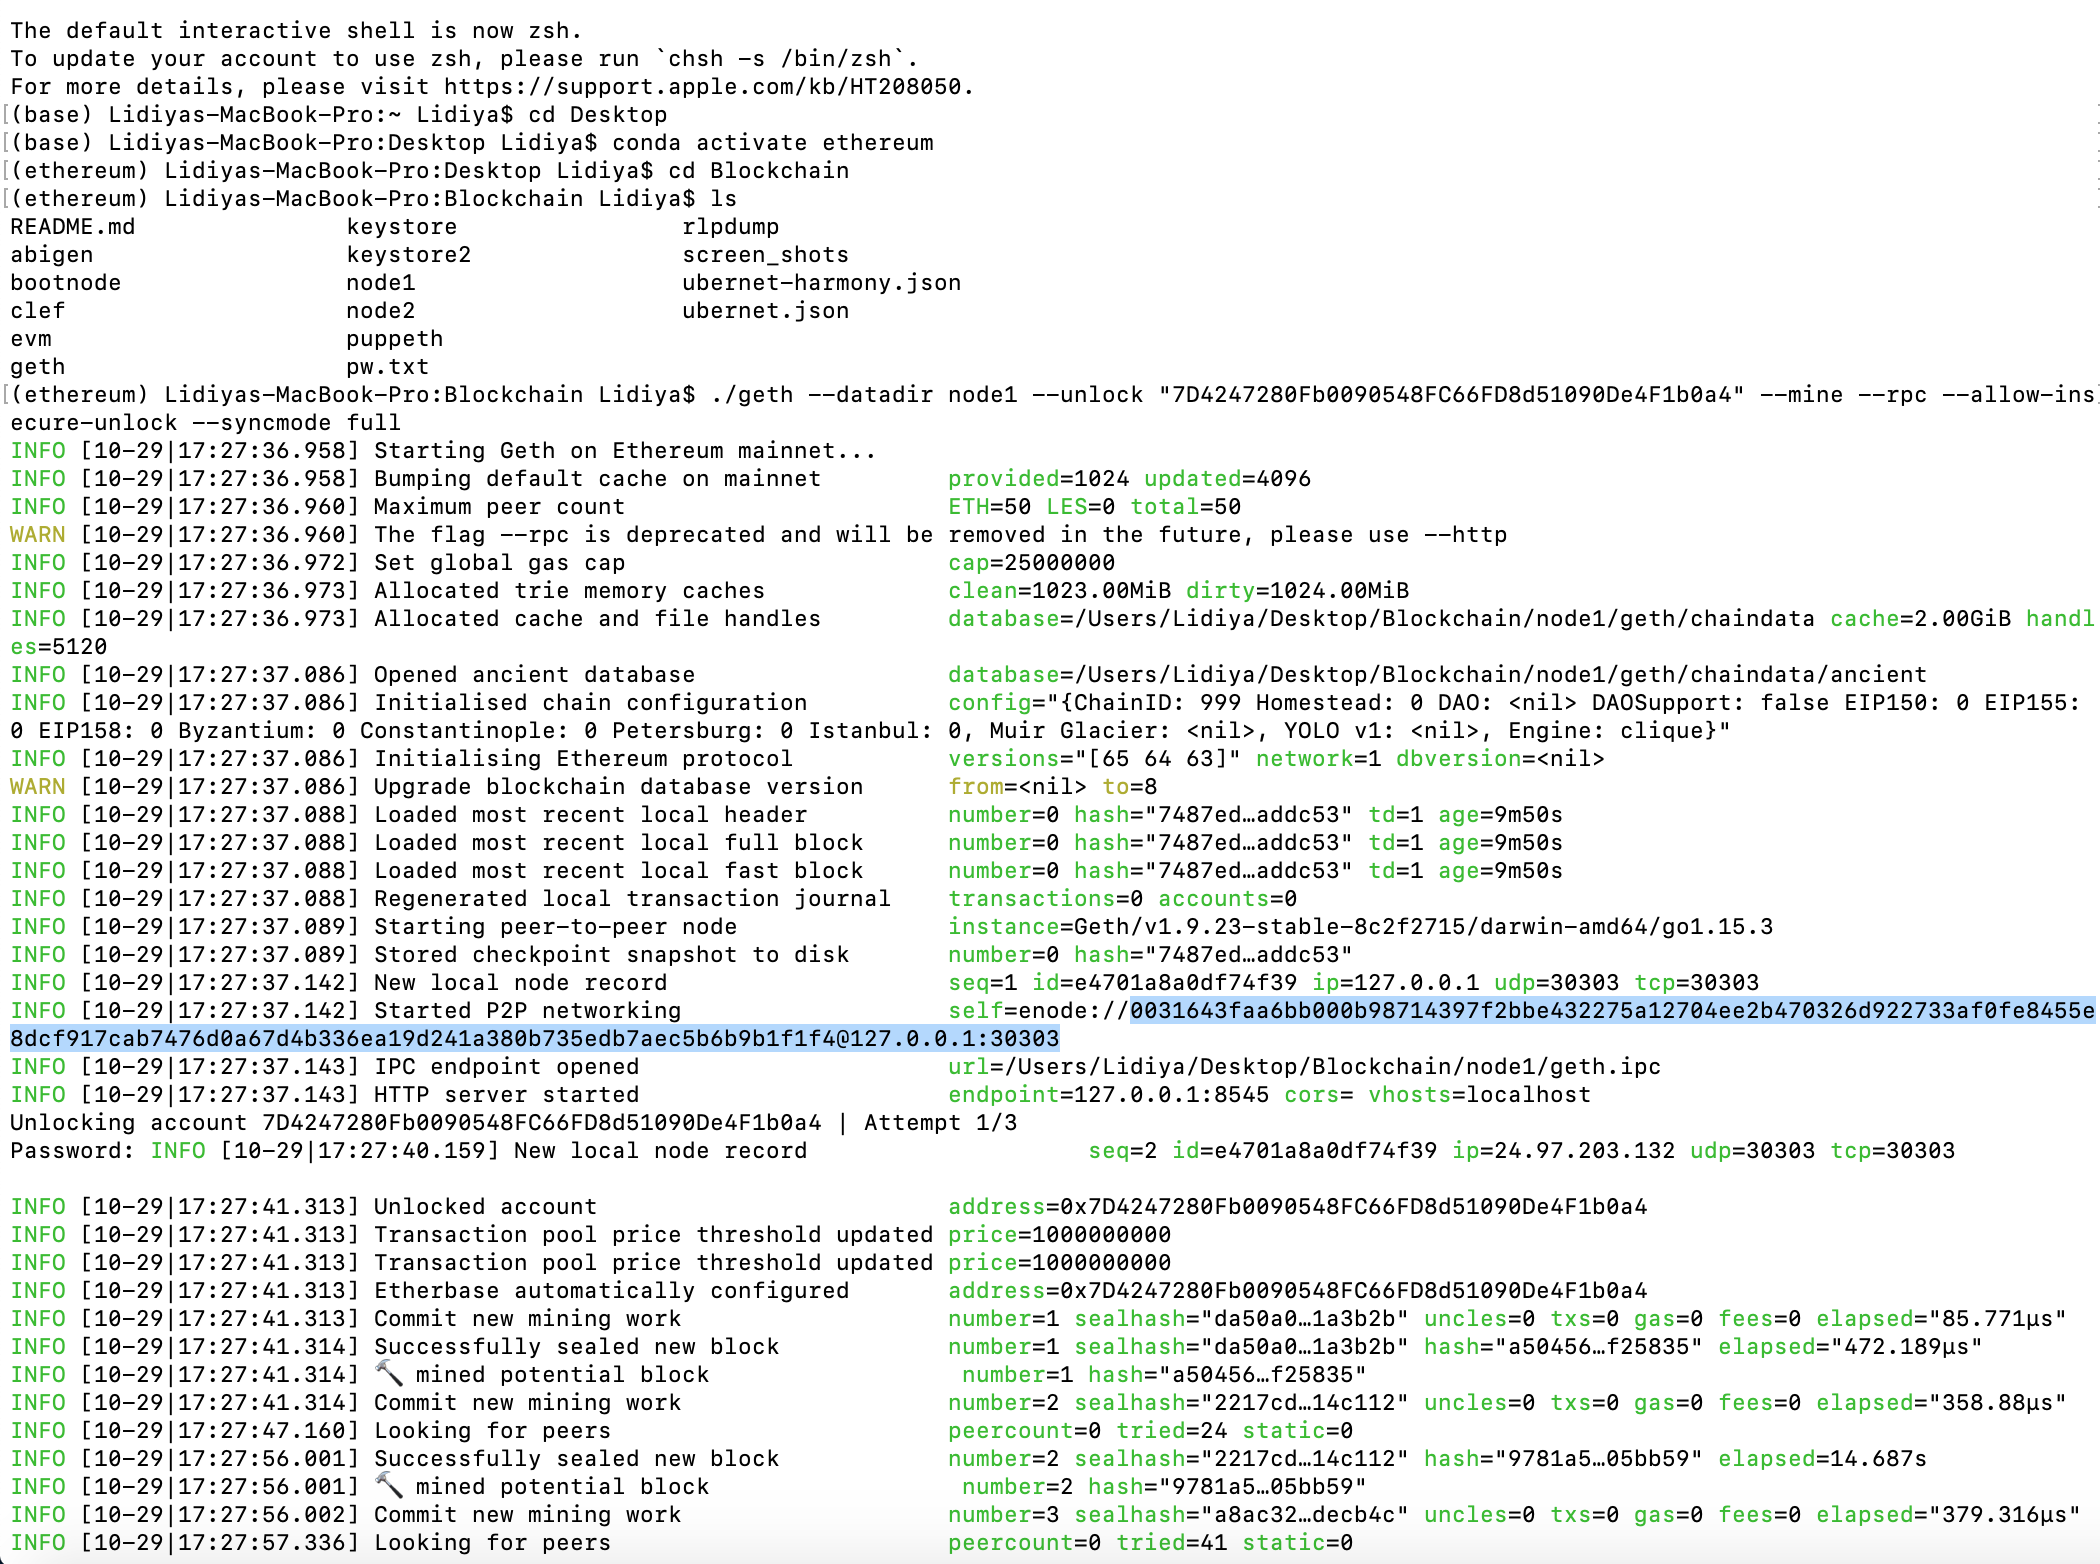 The default interactive shell is now zsh.
To update your account to use zsh, please run `chsh -s /bin/zsh`.
For more details, please visit https://support.apple.com/kb/HT208050.
[(base) Lidiyas-MacBook-Pro:~ Lidiya$ cd Desktop
[(base) Lidiyas-MacBook-Pro:Desktop Lidiya$ conda activate ethereum
[(ethereum) Lidiyas-MacBook-Pro:Desktop Lidiya$ cd Blockchain
[(ethereum) Lidiyas-MacBook-Pro:Blockchain Lidiya$ ls
README.md keystore rlpdump
abigen keystore2 screen_shots
bootnode node1 ubernet-harmony.json
clef node2 ubernet.json
evm puppeth
geth pw.txt
[(ethereum) Lidiyas-MacBook-Pro:Blockchain Lidiya$ ./geth --datadir node1 --unlock "7D4247280Fb0090548FC66FD8d51090De4F1b0a4" --mine --rpc --allow-ins]
ecure-unlock --syncmode full
INFO [10-29|17:27:36.958] Starting Geth on Ethereum mainnet...
INFO [10-29|17:27:36.958] Bumping default cache on mainnet provided=1024 updated=4096
INFO [10-29|17:27:36.960] Maximum peer count ETH=50 LES=0 total=50
WARN [10-29|17:27:36.960] The flag --rpc is deprecated and will be removed in the future, please use --http
INFO [10-29|17:27:36.972] Set global gas cap cap=25000000
INFO [10-29|17:27:36.973] Allocated trie memory caches clean=1023.00MiB dirty=1024.00MiB
INFO [10-29|17:27:36.973] Allocated cache and file handles database=/Users/Lidiya/Desktop/Blockchain/node1/geth/chaindata cache=2.00GiB handl
es=5120
INFO [10-29|17:27:37.086] Opened ancient database database=/Users/Lidiya/Desktop/Blockchain/node1/geth/chaindata/ancient
INFO [10-29|17:27:37.086] Initialised chain configuration config="{ChainID: 999 Homestead: 0 DAO: <nil> DAOSupport: false EIP150: 0 EIP155:
0 EIP158: 0 Byzantium: 0 Constantinople: 0 Petersburg: 0 Istanbul: 0, Muir Glacier: <nil>, YOLO v1: <nil>, Engine: clique}"
INFO [10-29|17:27:37.086] Initialising Ethereum protocol versions="[65 64 63]" network=1 dbversion=<nil>
WARN [10-29|17:27:37.086] Upgrade blockchain database version from=<nil> to=8
INFO [10-29|17:27:37.088] Loaded most recent local header number=0 hash="7487ed…addc53" td=1 age=9m50s
INFO [10-29|17:27:37.088] Loaded most recent local full block number=0 hash="7487ed…addc53" td=1 age=9m50s
INFO [10-29|17:27:37.088] Loaded most recent local fast block number=0 hash="7487ed…addc53" td=1 age=9m50s
INFO [10-29|17:27:37.088] Regenerated local transaction journal transactions=0 accounts=0
INFO [10-29|17:27:37.089] Starting peer-to-peer node instance=Geth/v1.9.23-stable-8c2f2715/darwin-amd64/go1.15.3
INFO [10-29|17:27:37.089] Stored checkpoint snapshot to disk number=0 hash="7487ed…addc53"
INFO [10-29|17:27:37.142] New local node record seq=1 id=e4701a8a0df74f39 ip=127.0.0.1 udp=30303 tcp=30303
INFO [10-29|17:27:37.142] Started P2P networking self=enode://0031643faa6bb000b98714397f2bbe432275a12704ee2b470326d922733af0fe8455e
8dcf917cab7476d0a67d4b336ea19d241a380b735edb7aec5b6b9b1f1f4@127.0.0.1:30303
INFO [10-29|17:27:37.143] IPC endpoint opened url=/Users/Lidiya/Desktop/Blockchain/node1/geth.ipc
INFO [10-29|17:27:37.143] HTTP server started endpoint=127.0.0.1:8545 cors= vhosts=localhost
Unlocking account 7D4247280Fb0090548FC66FD8d51090De4F1b0a4 | Attempt 1/3
Password: INFO [10-29|17:27:40.159] New local node record seq=2 id=e4701a8a0df74f39 ip=24.97.203.132 udp=30303 tcp=30303
INFO [10-29|17:27:41.313] Unlocked account address=0x7D4247280Fb0090548FC66FD8d51090De4F1b0a4
INFO [10-29|17:27:41.313] Transaction pool price threshold updated price=1000000000
INFO [10-29|17:27:41.313] Transaction pool price threshold updated price=1000000000
INFO [10-29|17:27:41.313] Etherbase automatically configured address=0x7D4247280Fb0090548FC66FD8d51090De4F1b0a4
INFO [10-29|17:27:41.313] Commit new mining work number=1 sealhash="da50a0…1a3b2b" uncles=0 txs=0 gas=0 fees=0 elapsed="85.771µs"
INFO [10-29|17:27:41.314] Successfully sealed new block number=1 sealhash="da50a0…1a3b2b" hash="a50456…f25835" elapsed="472.189µs"
INFO [10-29|17:27:41.314] 🔨 mined potential block number=1 hash="a50456…f25835"
INFO [10-29|17:27:41.314] Commit new mining work number=2 sealhash="2217cd…14c112" uncles=0 txs=0 gas=0 fees=0 elapsed="358.88µs"
INFO [10-29|17:27:47.160] Looking for peers peercount=0 tried=24 static=0
INFO [10-29|17:27:56.001] Successfully sealed new block number=2 sealhash="2217cd…14c112" hash="9781a5…05bb59" elapsed=14.687s
INFO [10-29|17:27:56.001] 🔨 mined potential block number=2 hash="9781a5…05bb59"
INFO [10-29|17:27:56.002] Commit new mining work number=3 sealhash="a8ac32…decb4c" uncles=0 txs=0 gas=0 fees=0 elapsed="379.316µs"
INFO [10-29|17:27:57.336] Looking for peers peercount=0 tried=41 static=0